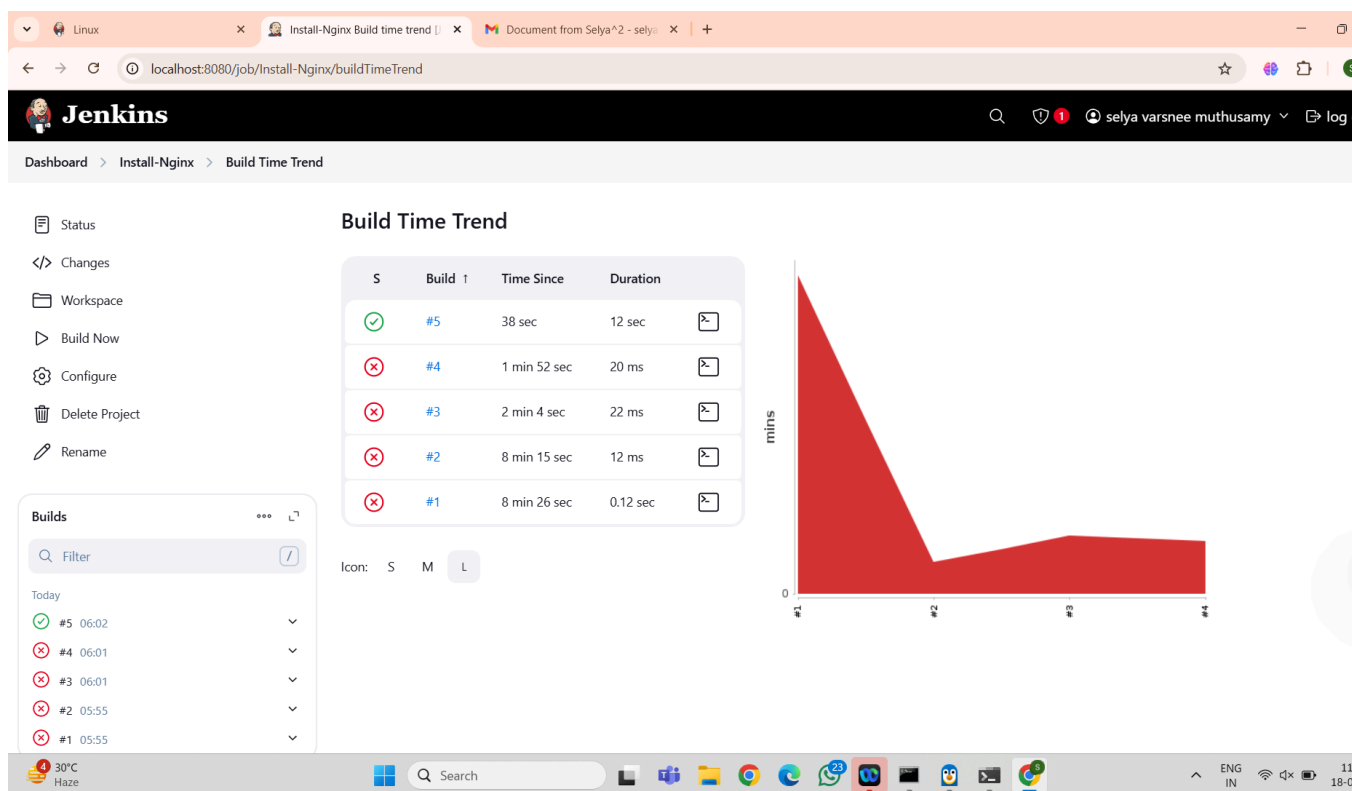 Linux
Install-Nginx Build time trend [J
Document from Selya^2 - selya
localhost:8080/job/Install-Nginx/buildTimeTrend
S
Jenkins
1
selya varsnee muthusamy
log
Dashboard > Install-Nginx > Build Time Trend
Status
Changes
Workspace
Build Now
Configure
Delete Project
Rename
Builds
Filter
/
Today
#5 06:02
#4 06:01
#3 06:01
#2 05:55
#1 05:55
Build Time Trend
S Build ↑ Time Since Duration
#5 38 sec 12 sec
#4 1 min 52 sec 20 ms
#3 2 min 4 sec 22 ms
#2 8 min 15 sec 12 ms
#1 8 min 26 sec 0.12 sec
Icon: S M L
mins
0
#1 #2 #3 #4
4
30°C
Haze
Search
23
S
ENG
IN
11
18-0